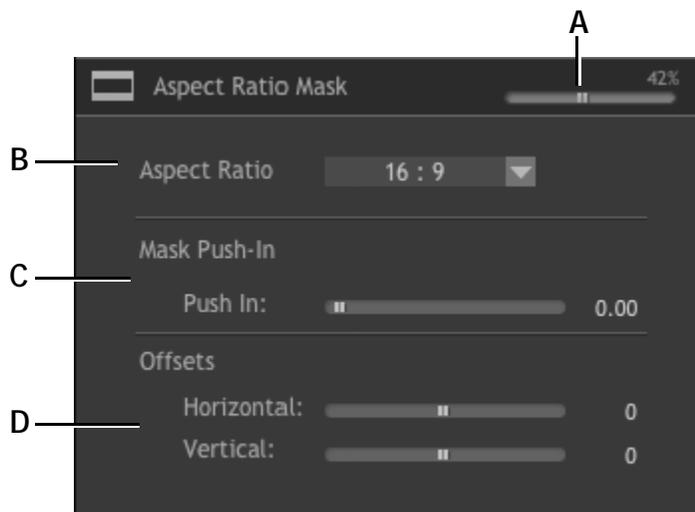 A
Aspect Ratio Mask 42%
B Aspect Ratio 16 : 9
Mask Push-In
C
Push In: 0.00
Offsets
Horizontal: 0
D
Vertical: 0